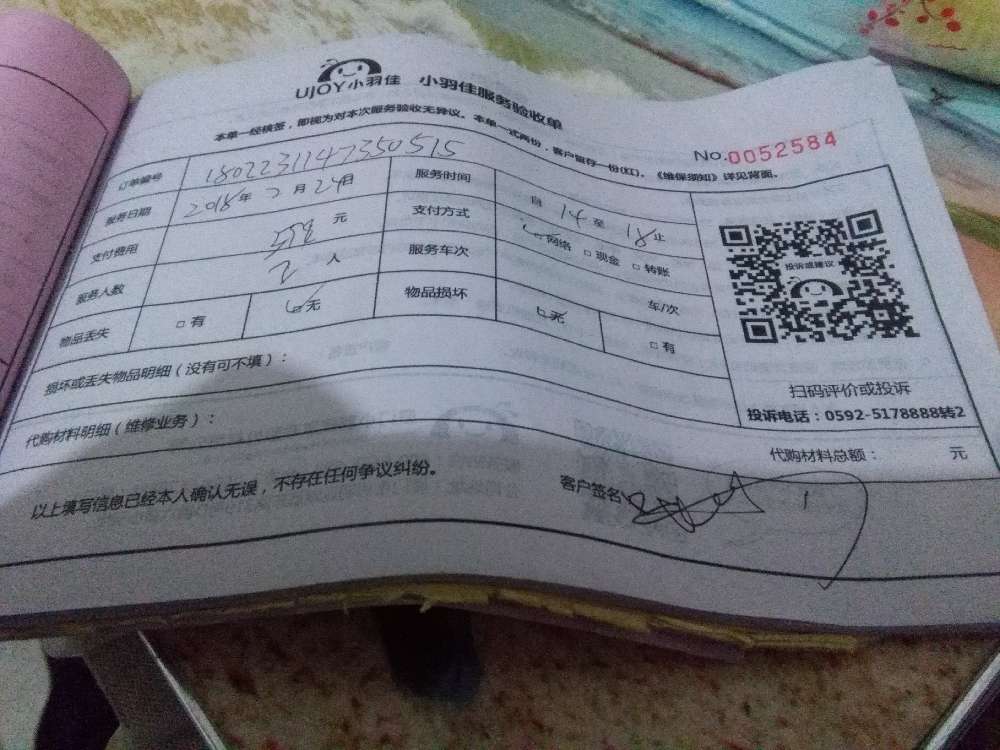 UJOY小羽佳 小羽佳服务验收单
本单一经核签，即视为对本次服务验收无异议。本单一式两份，客户留存一份(红)。《维保须知》详见背面。
No.0052584
订单编号 1802231147350515
服务时间 自 14 至 18 止
服务日期 2018年 2月 24日
支付方式 网络 □ 现金 □ 转账
支付费用 元
服务车次 车/次
服务人数 2 人
物品丢失 □ 有 无
物品损坏 无 □ 有
投诉或建议
扫码评价或投诉
投诉电话：0592-5178888转2
损坏或丢失物品明细（没有可不填）：
代购材料明细（维修业务）：
代购材料总额： 元
以上填写信息已经本人确认无误，不存在任何争议纠纷。
客户签名